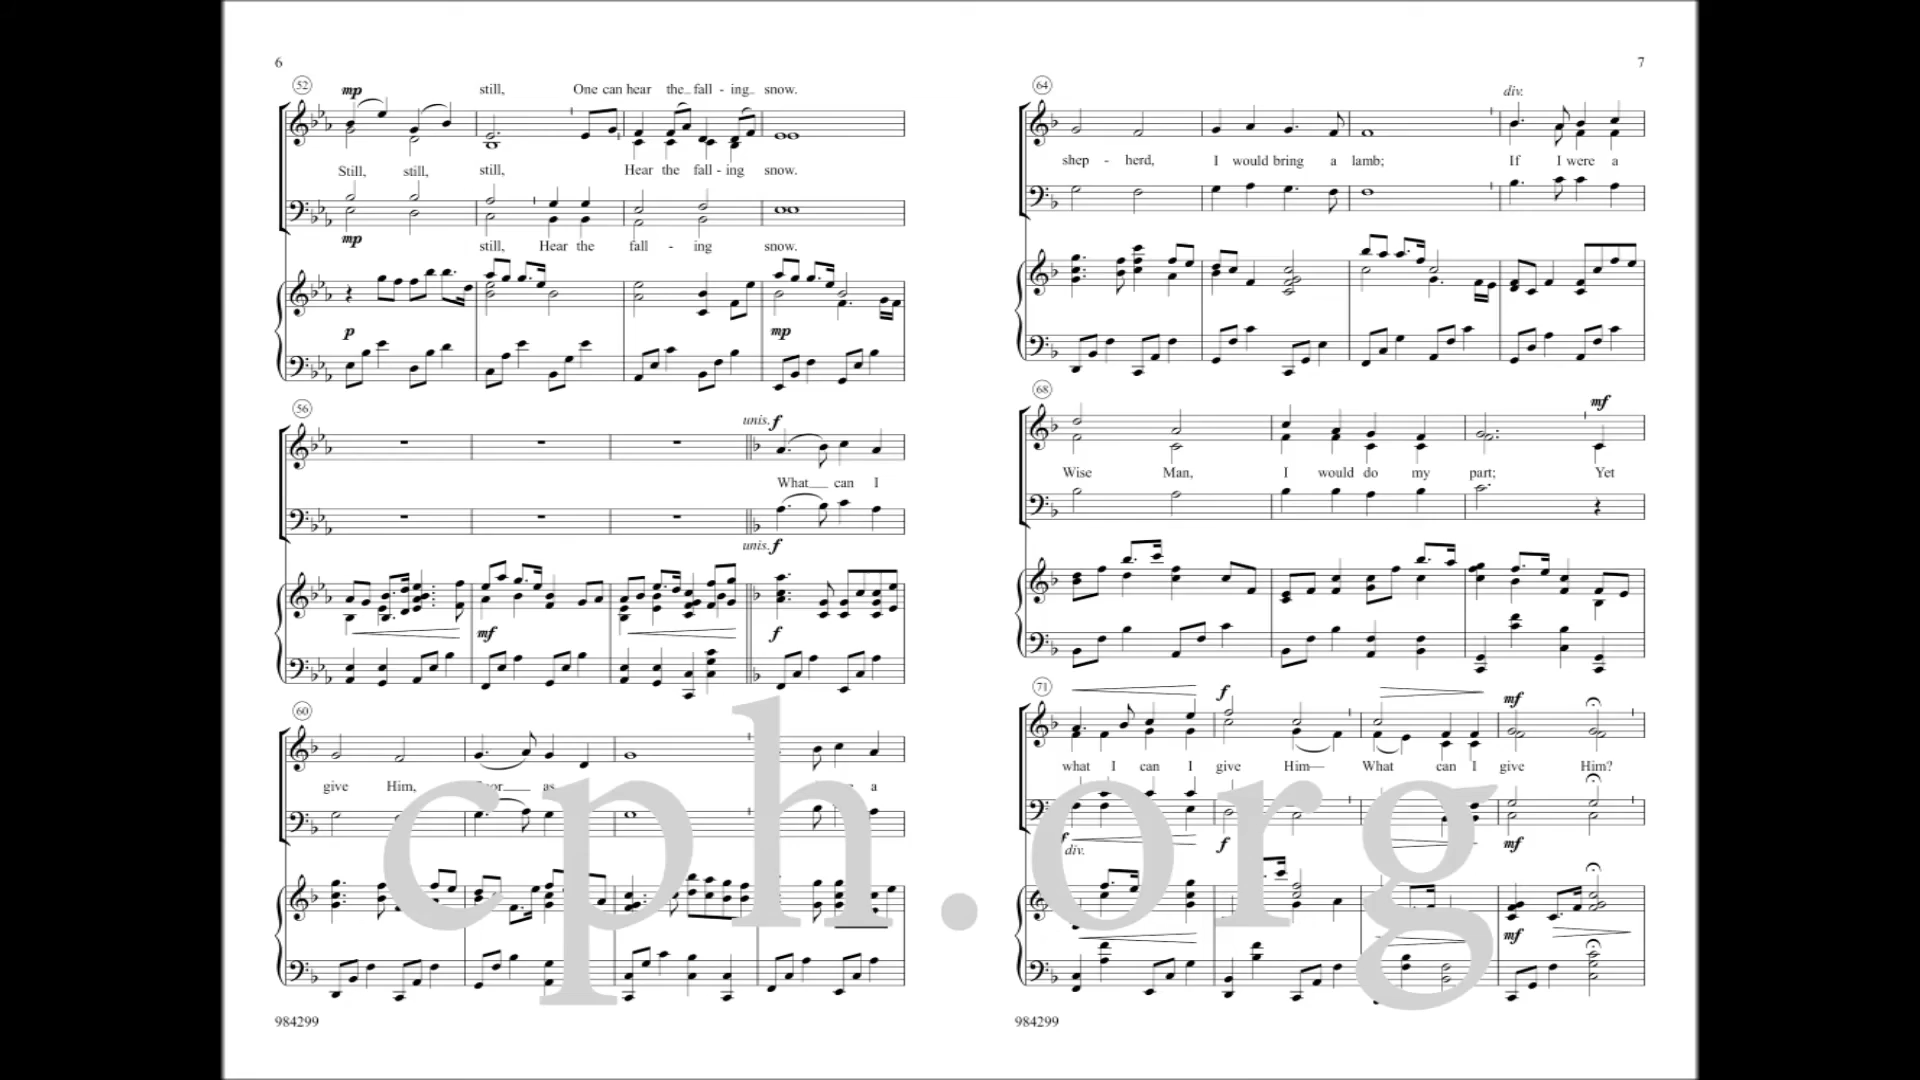 6
52
mp
still, One can hear the fall - ing snow.
Still, still, still, Hear the fall - ing snow.
mp
still, Hear the fall - ing snow.
p
mp
56
unis. f
What can I
unis. f
mf
f
60
give Him, as a
984299
7
64
div.
shep - herd, I would bring a lamb; If I were a
68
mf
Wise Man, I would do my part; Yet
71
f
mf
what I can I give Him What can I give Him?
f
div.
f
mf
mf
984299
cph.org